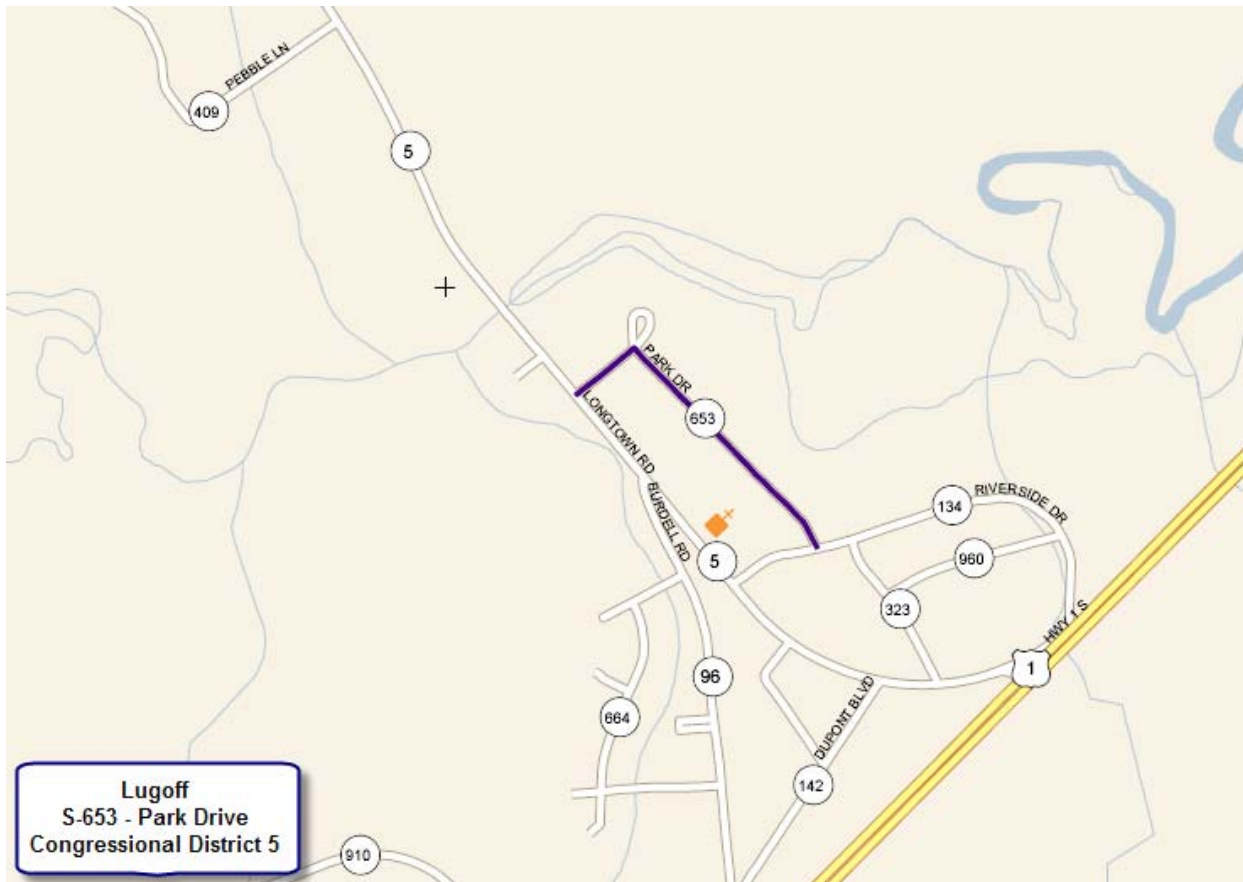 PEBBLE LN
409
5
PARK DR
653
LONGTOWN RD
BURDELL RD
134
RIVERSIDE DR
5
960
323
HWY 1 S
1
96
DUPONT BLVD
664
142
910
Lugoff
S-653 - Park Drive
Congressional District 5